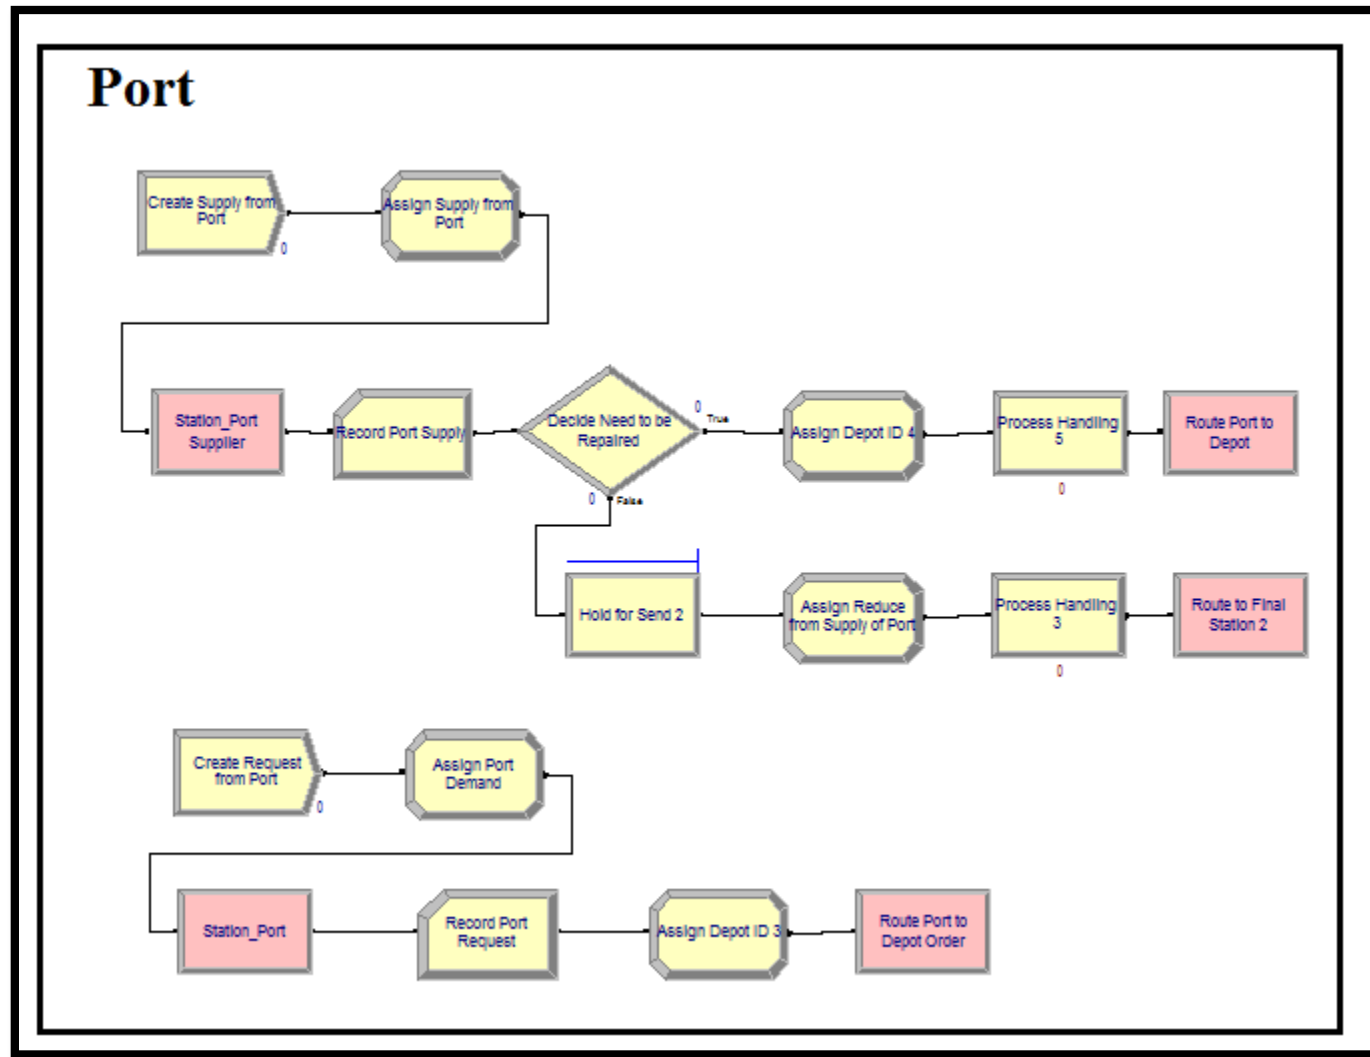 Port
Create Supply from
Port
0
Assign Supply from
Port
Station_Port
Supplier
Record Port Supply
Decide Need to be
Repaired
0
True
0
False
Assign Depot ID 4
Process Handling
5
0
Route Port to
Depot
Hold for Send 2
Assign Reduce
from Supply of Port
Process Handling
3
0
Route to Final
Station 2
Create Request
from Port
0
Assign Port
Demand
Station_Port
Record Port
Request
Assign Depot ID 3
Route Port to
Depot Order